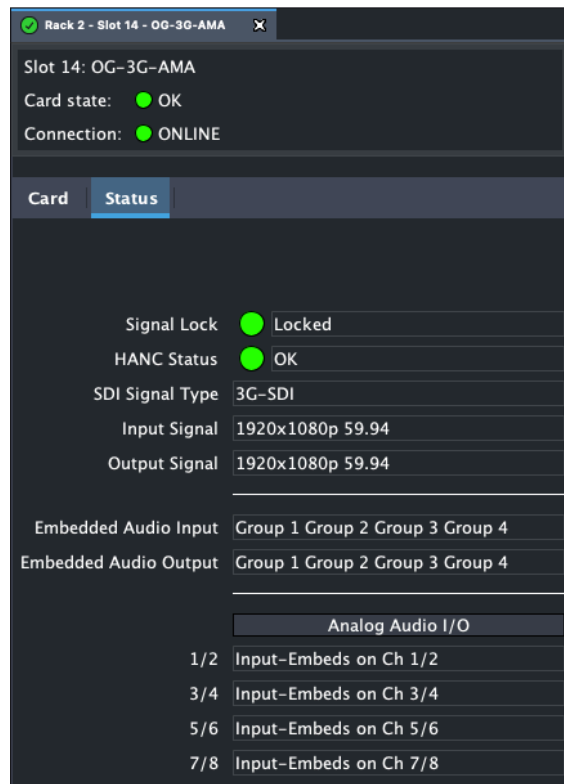 Rack 2 - Slot 14 - OG-3G-AMA
Slot 14: OG-3G-AMA
Card state: OK
Connection: ONLINE
Card Status
Signal Lock Locked
HANC Status OK
SDI Signal Type 3G-SDI
Input Signal 1920x1080p 59.94
Output Signal 1920x1080p 59.94
Embedded Audio Input Group 1 Group 2 Group 3 Group 4
Embedded Audio Output Group 1 Group 2 Group 3 Group 4
Analog Audio I/O
1/2 Input-Embeds on Ch 1/2
3/4 Input-Embeds on Ch 3/4
5/6 Input-Embeds on Ch 5/6
7/8 Input-Embeds on Ch 7/8